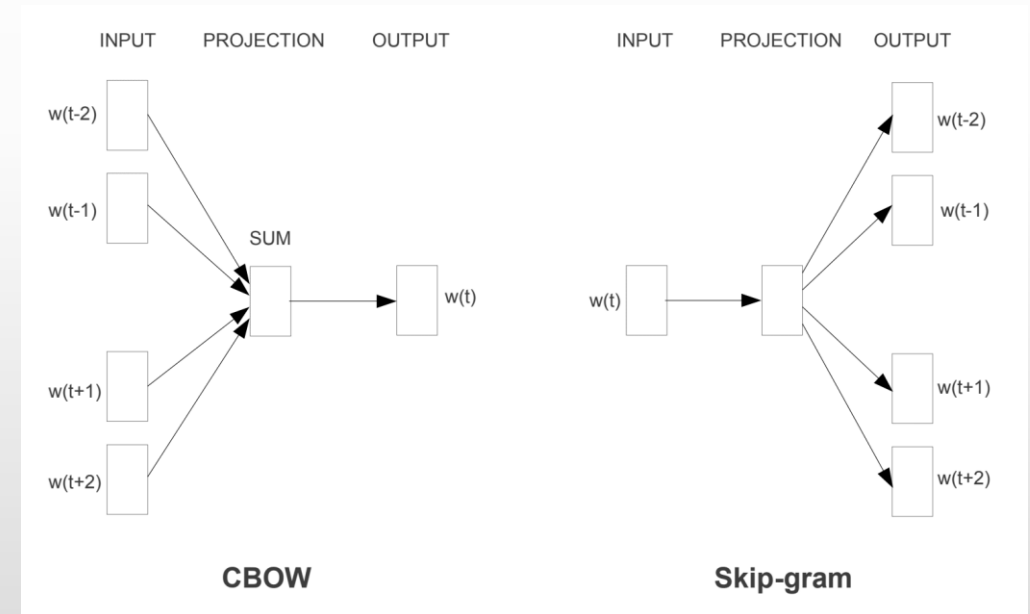 INPUT PROJECTION OUTPUT
w(t-2)
w(t-1)
SUM
w(t)
w(t+1)
w(t+2)
CBOW
INPUT PROJECTION OUTPUT
w(t-2)
w(t-1)
w(t)
w(t+1)
w(t+2)
Skip-gram